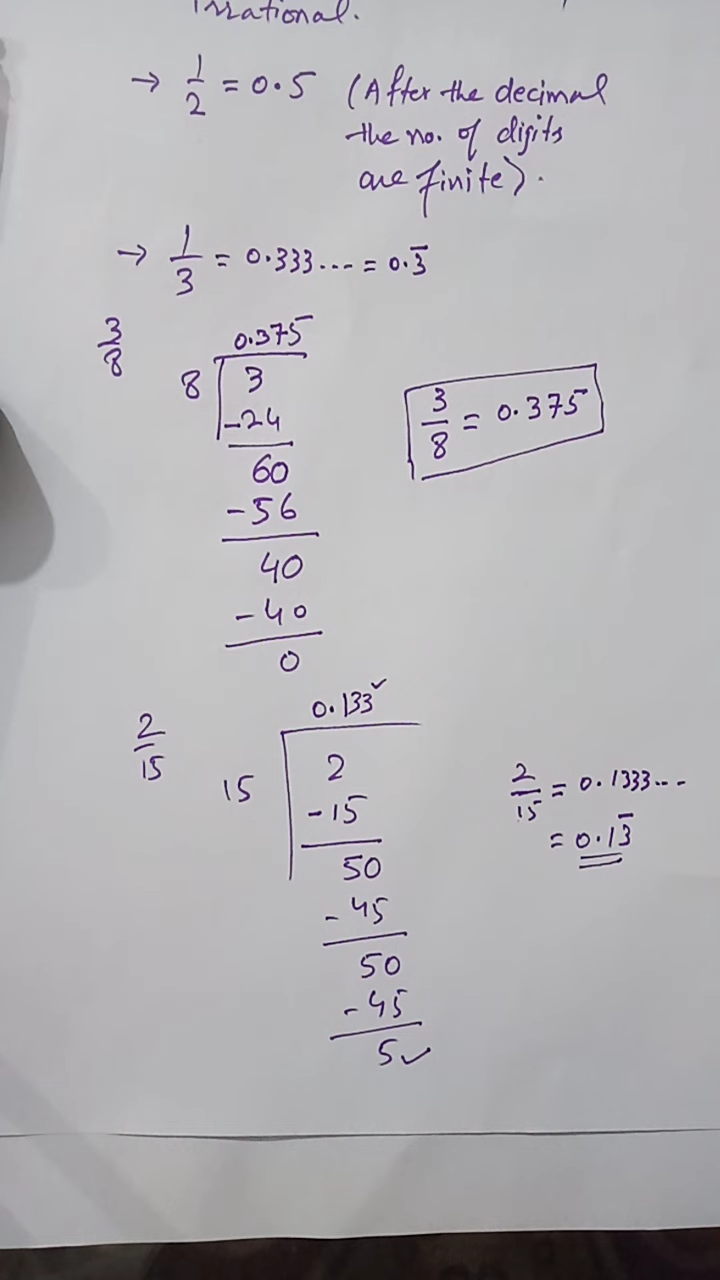 Irrational.
→ 1/2 = 0.5 (After the decimal
the no. of digits
are finite).
→ 1/3 = 0.333... = 0.3̅
3/8
0.375
8 3
-24
60
-56
40
-40
0
3/8 = 0.375
2/15
0.133✓
15 2
-15
50
-45
50
-45
5✓
2/15 = 0.1333...
= 0.13̅